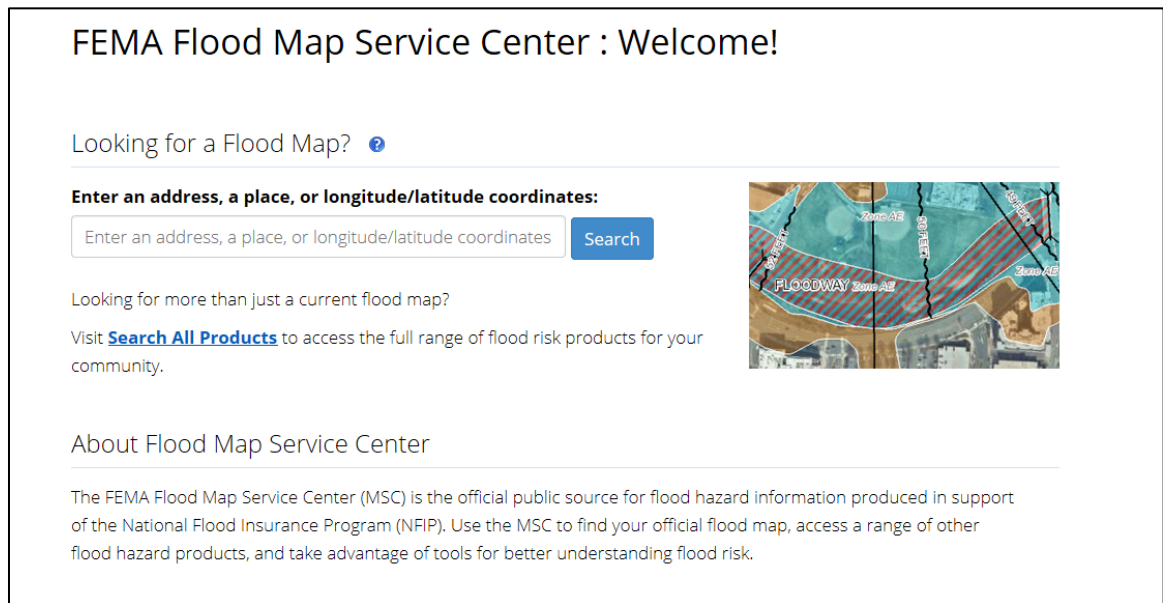 FEMA Flood Map Service Center : Welcome!
Looking for a Flood Map?
Enter an address, a place, or longitude/latitude coordinates:
Enter an address, a place, or longitude/latitude coordinates
Search
Looking for more than just a current flood map?
Visit Search All Products to access the full range of flood risk products for your
community.
Zone AE
52 FEET
50 FEET
49 FEET
Zone AE
FLOODWAY Zone AE
About Flood Map Service Center
The FEMA Flood Map Service Center (MSC) is the official public source for flood hazard information produced in support
of the National Flood Insurance Program (NFIP). Use the MSC to find your official flood map, access a range of other
flood hazard products, and take advantage of tools for better understanding flood risk.